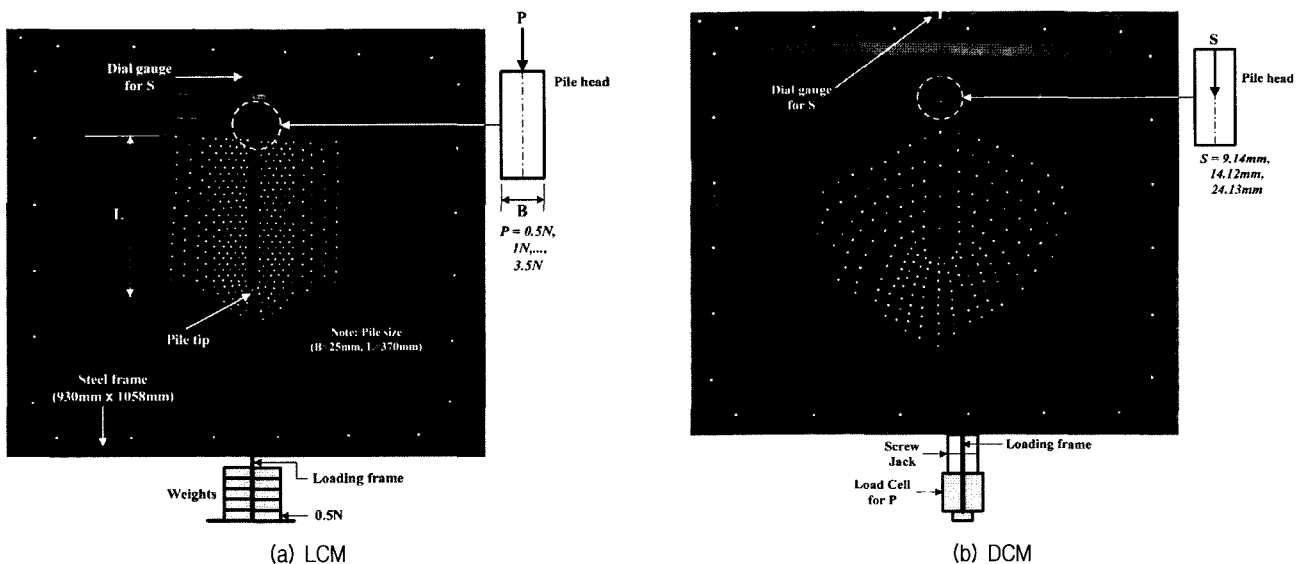 P
Dial gauge
for S
Pile head
L
B
P = 0.5N,
1N,...,
3.5N
Pile tip
Note: Pile size
(B=25mm, L=370mm)
Steel frame
(930mm x 1058mm)
Loading frame
Weights
0.5N
(a) LCM
S
Dial gauge
for S
Pile head
S = 9.14mm,
14.12mm,
24.13mm
Screw
Jack
Loading frame
Load Cell
for P
(b) DCM